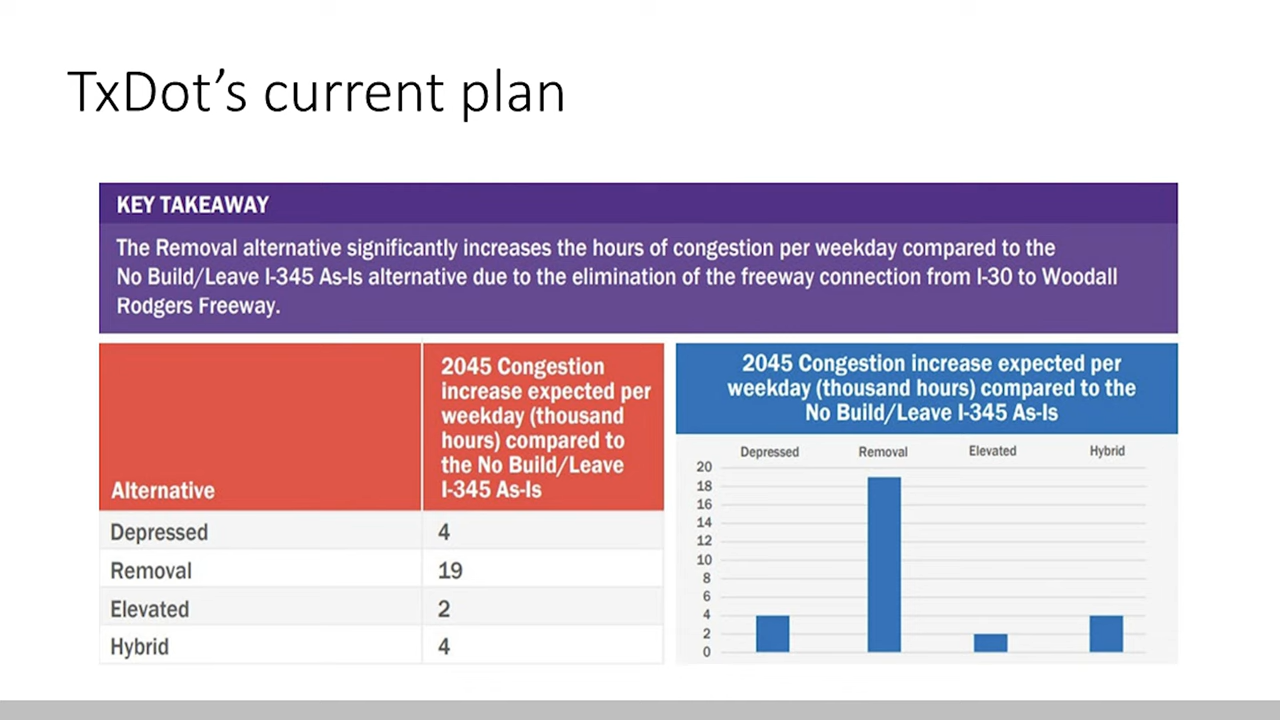 TxDot’s current plan
KEY TAKEAWAY
The Removal alternative significantly increases the hours of congestion per weekday compared to the
No Build/Leave I-345 As-Is alternative due to the elimination of the freeway connection from I-30 to Woodall
Rodgers Freeway.
Alternative
2045 Congestion
increase expected per
weekday (thousand
hours) compared to
the No Build/Leave
I-345 As-Is
Depressed 4
Removal 19
Elevated 2
Hybrid 4
2045 Congestion increase expected per
weekday (thousand hours) compared to the
No Build/Leave I-345 As-Is
Depressed Removal Elevated Hybrid
20
18
16
14
12
10
8
6
4
2
0